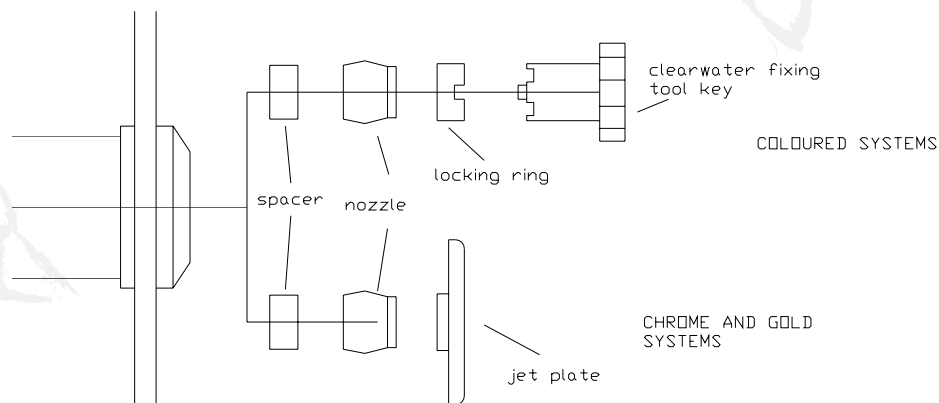 clearwater fixing
tool key
COLOURED SYSTEMS
locking ring
spacer
nozzle
CHROME AND GOLD
SYSTEMS
jet plate